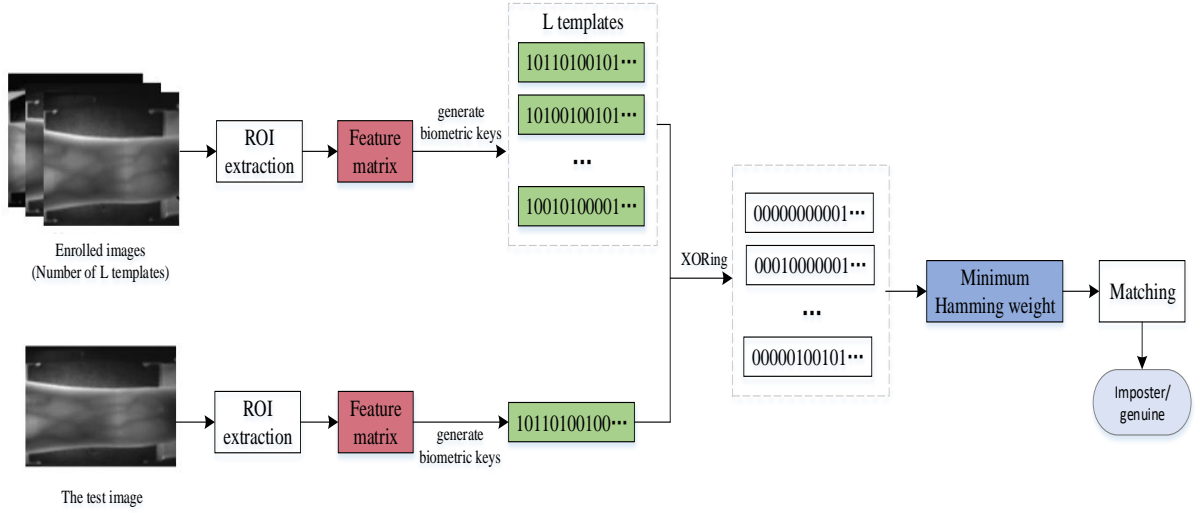 L templates
10110100101···
10100100101···
···
10010100001···
ROI
extraction
Feature
matrix
generate
biometric keys
Enrolled images
(Number of L templates)
XORing
00000000001···
00010000001···
···
00000100101···
Minimum
Hamming weight
Matching
Imposter/
genuine
ROI
extraction
Feature
matrix
generate
biometric keys
10110100100···
The test image